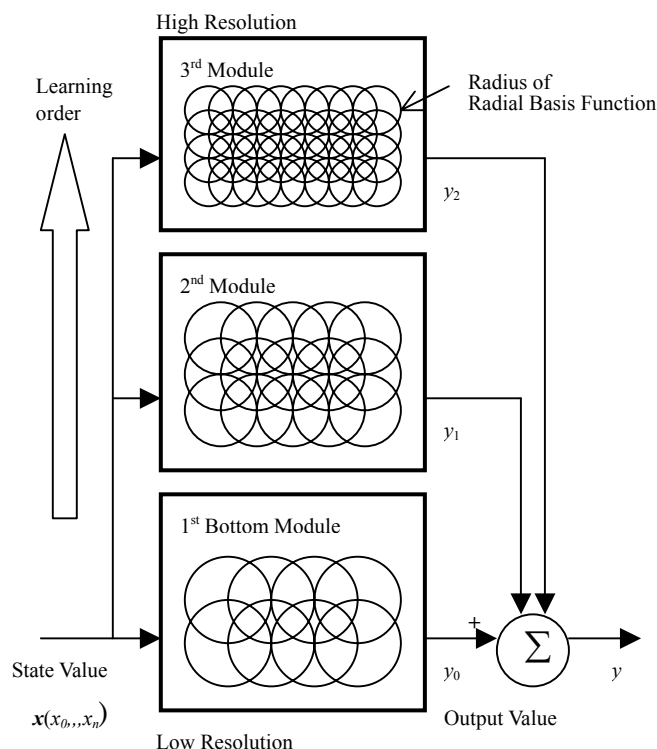 High Resolution
Learning
order
3rd Module
Radius of
Radial Basis Function
y2
2nd Module
y1
1st Bottom Module
+
Σ
State Value
y0
y
x(x0,,,xn)
Output Value
Low Resolution